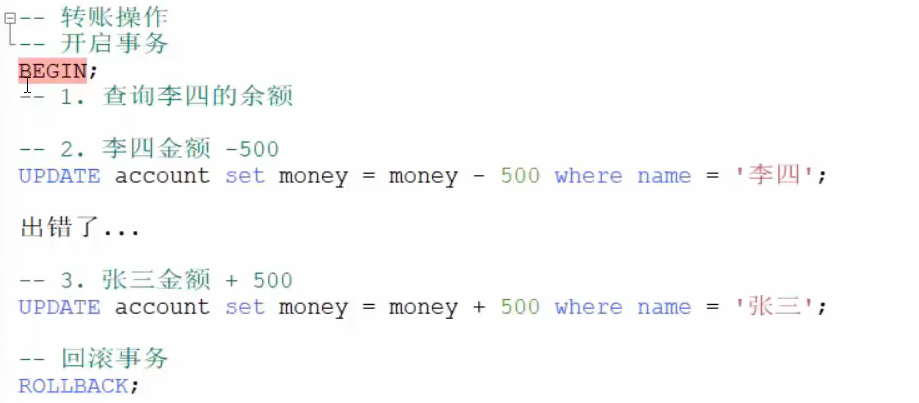 -- 转账操作
-- 开启事务
BEGIN;
-- 1. 查询李四的余额
-- 2. 李四金额 -500
UPDATE account set money = money - 500 where name = '李四';
出错了...
-- 3. 张三金额 + 500
UPDATE account set money = money + 500 where name = '张三';
-- 回滚事务
ROLLBACK;